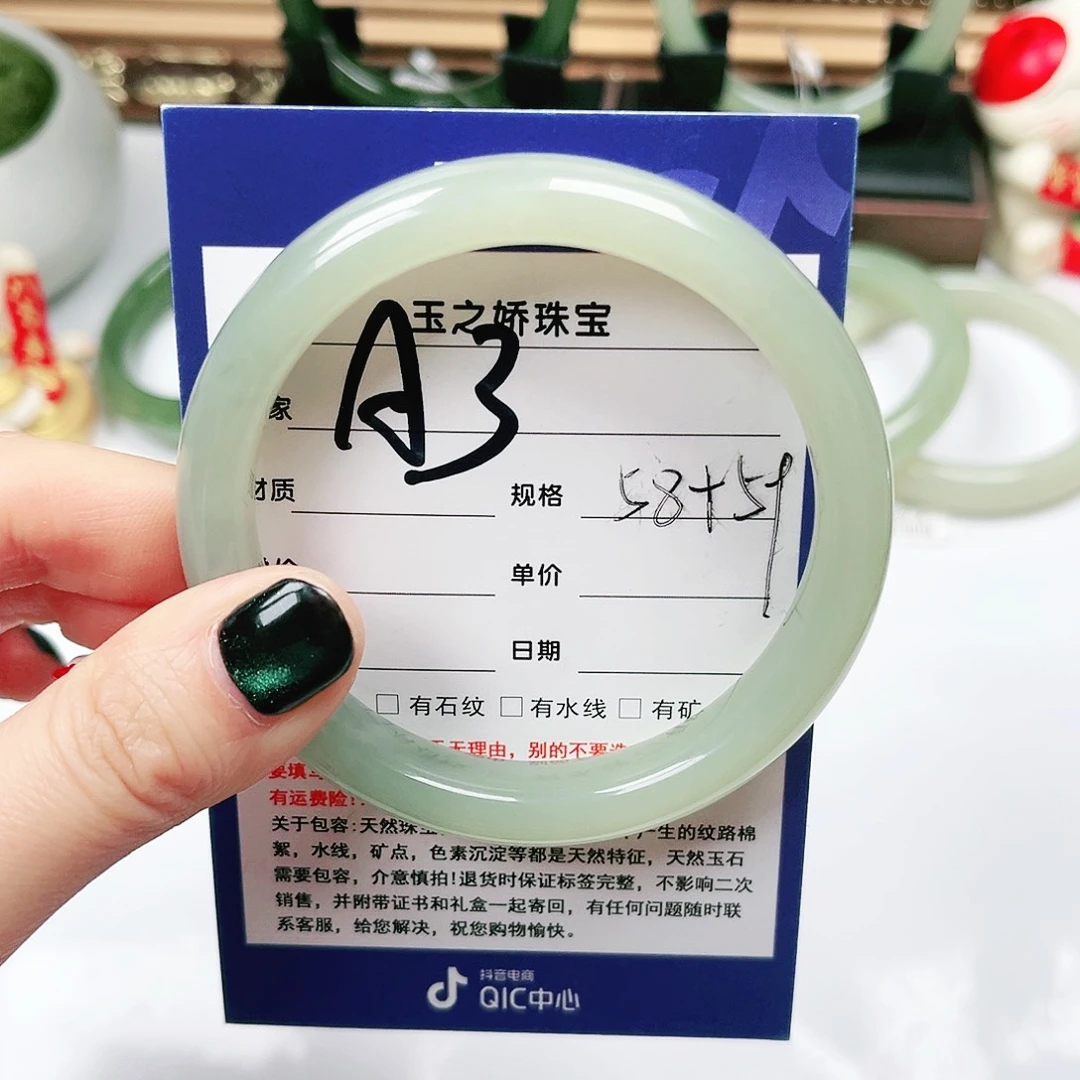 玉之娇珠宝
A3
家
材质 规格 58+59
单价
日期
□ 有石纹 □ 有水线 □ 有矿
无理由，别的不要选
要填写
有运费险!
关于包容:天然珠宝 产生的纹路棉
絮，水线，矿点，色素沉淀等都是天然特征，天然玉石
需要包容，介意慎拍!退货时保证标签完整，不影响二次
销售，并附带证书和礼盒一起寄回，有任何问题随时联
系客服，给您解决，祝您购物愉快。
抖音电商
QIC中心